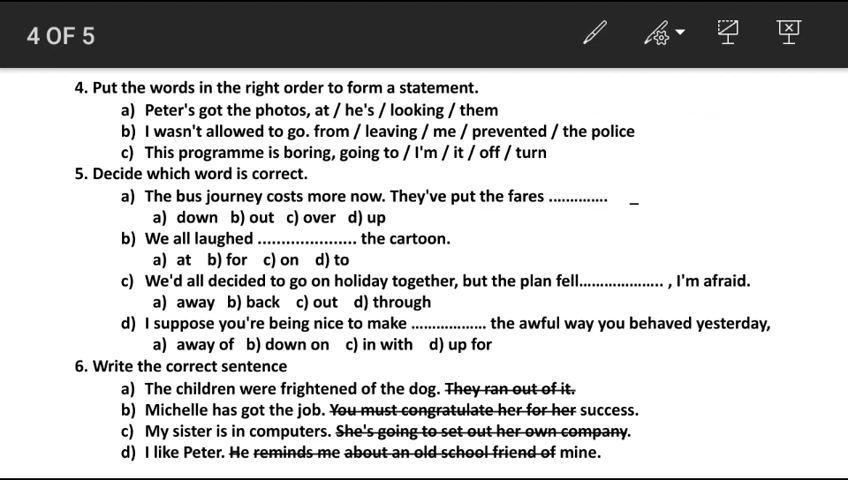 4 OF 5
4. Put the words in the right order to form a statement.
a) Peter's got the photos, at / he's / looking / them
b) I wasn't allowed to go. from / leaving / me / prevented / the police
c) This programme is boring, going to / I'm / it / off / turn
5. Decide which word is correct.
a) The bus journey costs more now. They've put the fares ............. _
a) down b) out c) over d) up
b) We all laughed ..................... the cartoon.
a) at b) for c) on d) to
c) We'd all decided to go on holiday together, but the plan fell.................... , I'm afraid.
a) away b) back c) out d) through
d) I suppose you're being nice to make ................ the awful way you behaved yesterday,
a) away of b) down on c) in with d) up for
6. Write the correct sentence
a) The children were frightened of the dog. They ran out of it.
b) Michelle has got the job. You must congratulate her for her success.
c) My sister is in computers. She's going to set out her own company.
d) I like Peter. He reminds me about an old school friend of mine.